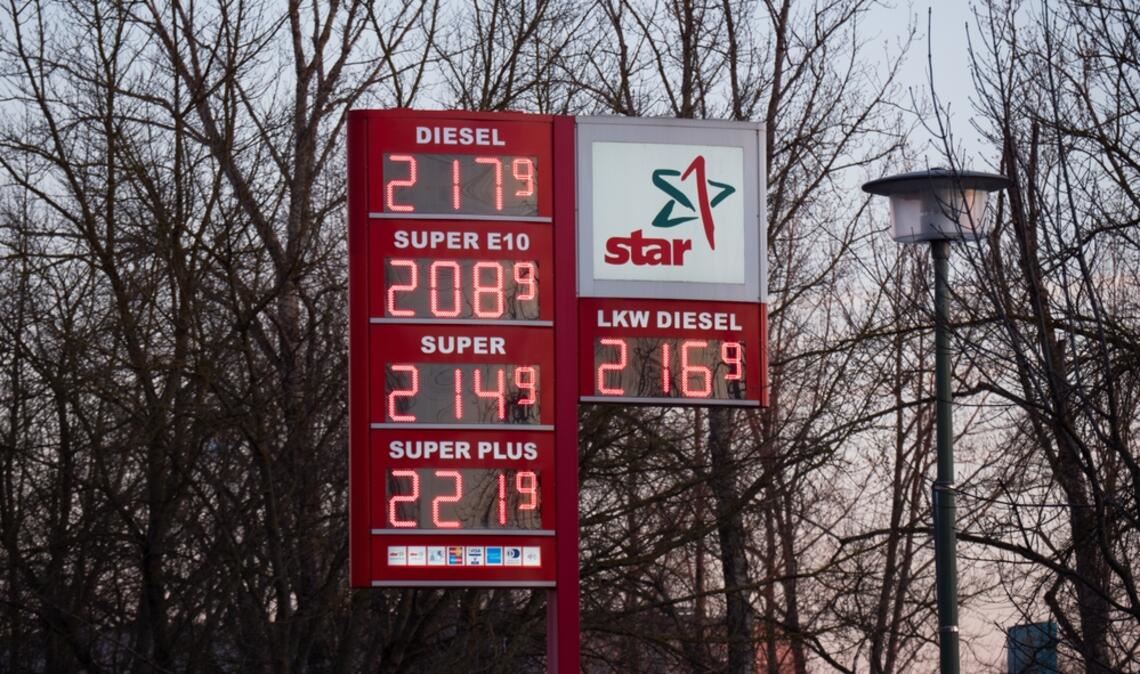 DIESEL
217⁹
SUPER E10
208⁹
SUPER
214⁹
SUPER PLUS
221⁹
star
LKW DIESEL
216⁹